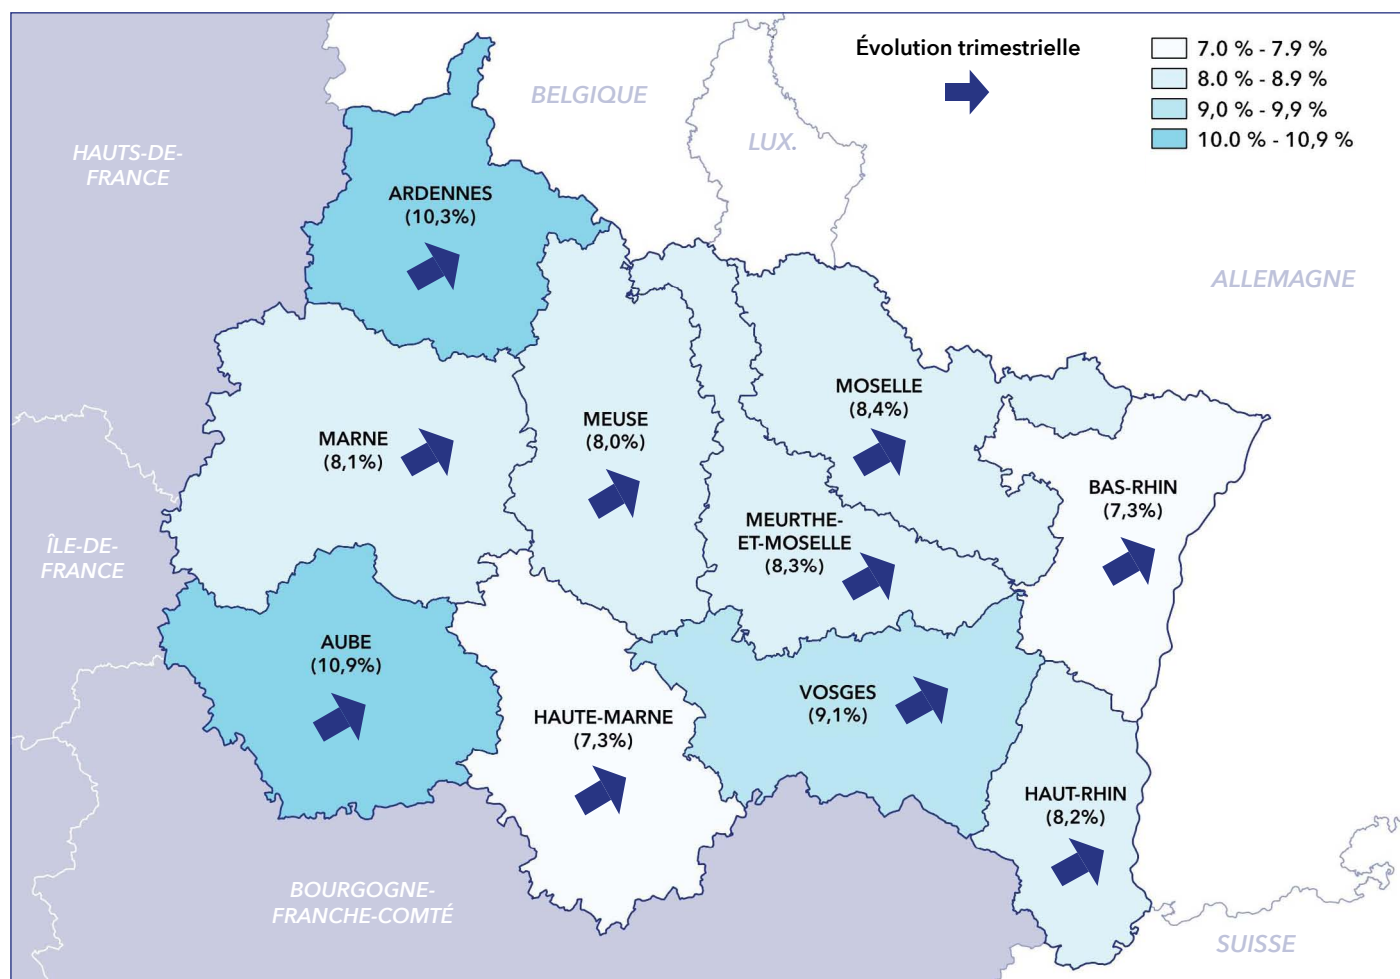 Évolution trimestrielle
7.0 % - 7.9 %
8.0 % - 8.9 %
9,0 % - 9,9 %
10.0 % - 10,9 %
BELGIQUE
LUX.
HAUTS-DE-
FRANCE
ARDENNES
(10,3%)
ALLEMAGNE
MOSELLE
(8,4%)
MEUSE
(8,0%)
MARNE
(8,1%)
BAS-RHIN
(7,3%)
MEURTHE-
ET-MOSELLE
(8,3%)
ÎLE-DE-
FRANCE
AUBE
(10,9%)
VOSGES
(9,1%)
HAUTE-MARNE
(7,3%)
HAUT-RHIN
(8,2%)
BOURGOGNE-
FRANCHE-COMTÉ
SUISSE